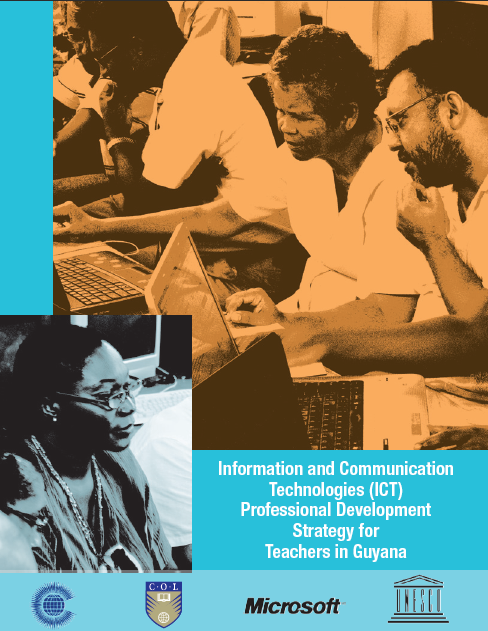 Information and Communication
Technologies (ICT)
Professional Development
Strategy for
Teachers in Guyana
C·O·L
Microsoft
UNESCO